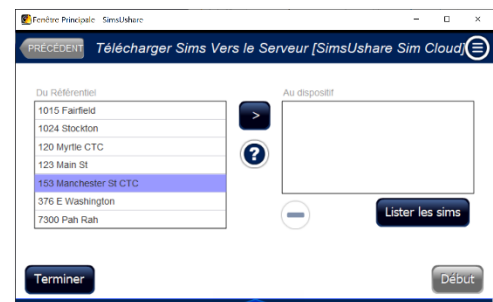 Fenêtre Principale SimsUshare
PRÉCÉDENT
Télécharger Sims Vers le Serveur [SimsUshare Sim Cloud]
Du Référentiel
Au dispositif
1015 Fairfield
1024 Stockton
120 Myrtle CTC
123 Main St
153 Manchester St CTC
376 E Washington
7300 Pah Rah
>
?
Lister les sims
Terminer
Début